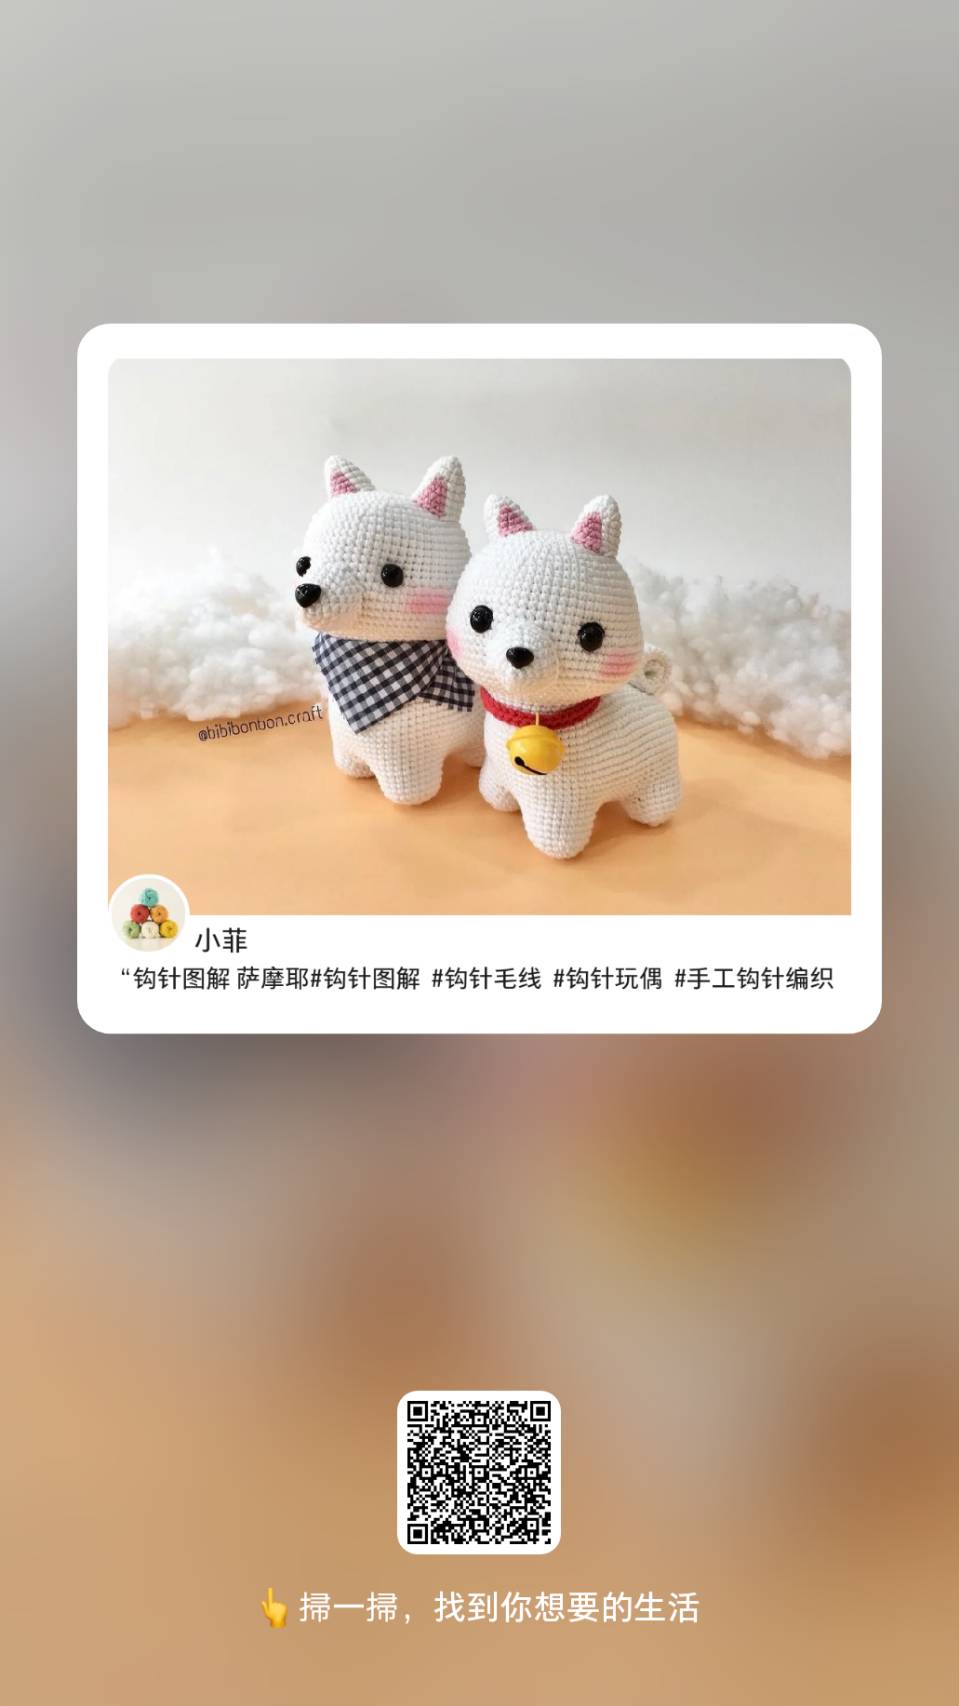 @bibibonbon.craft
小菲
“钩针图解 萨摩耶#钩针图解 #钩针毛线 #钩针玩偶 #手工钩针编织
👆掃一掃，找到你想要的生活